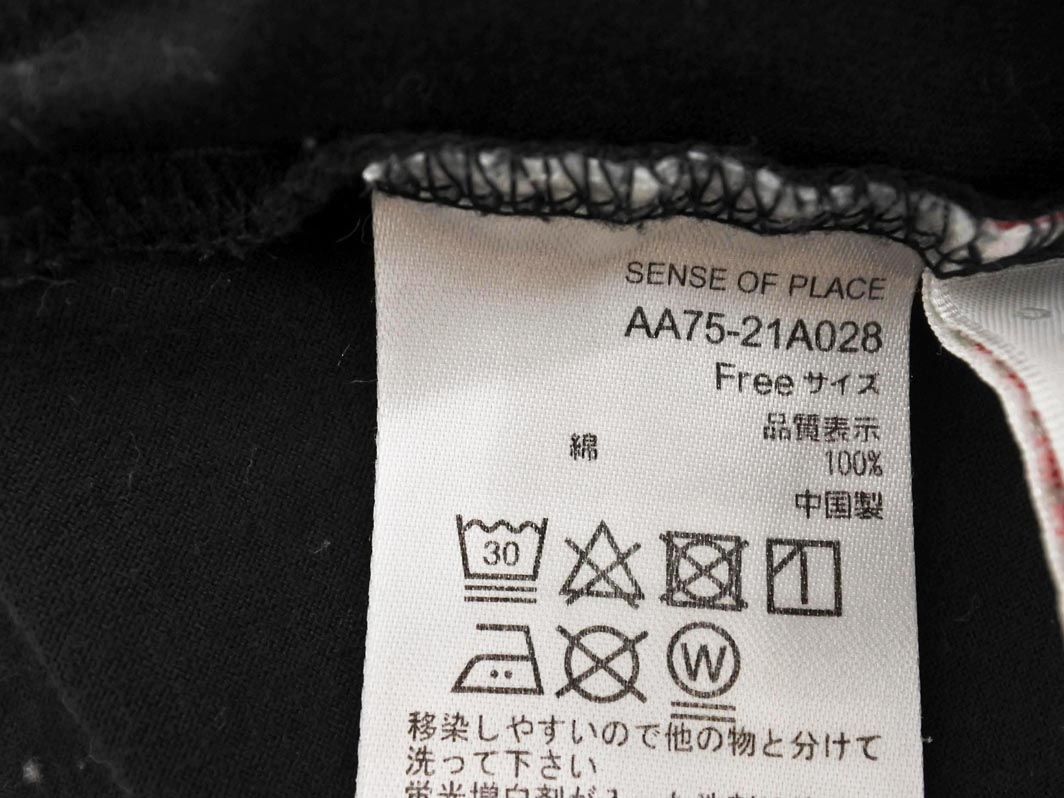 SENSE OF PLACE
AA75-21A028
Free サイズ
品質表示
綿 100%
中国製
30
W
移染しやすいので他の物と分けて
洗って下さい